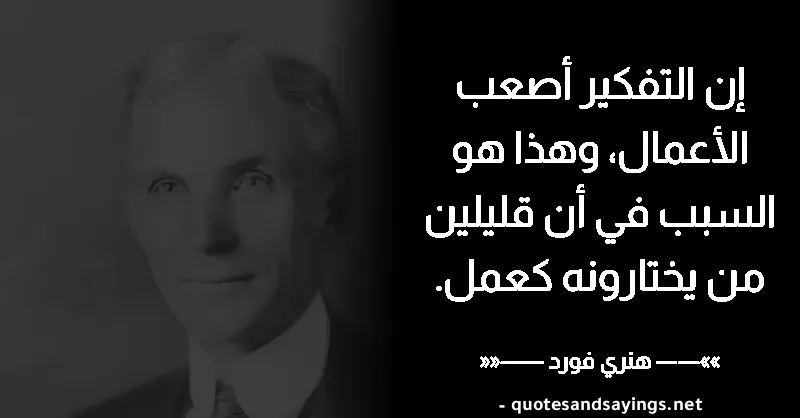 إن التفكير أصعب
الأعمال، وهذا هو
السبب في أن قليلين
من يختارونه كعمل.
»»—— هنري فورد ——««
- quotesandsayings.net